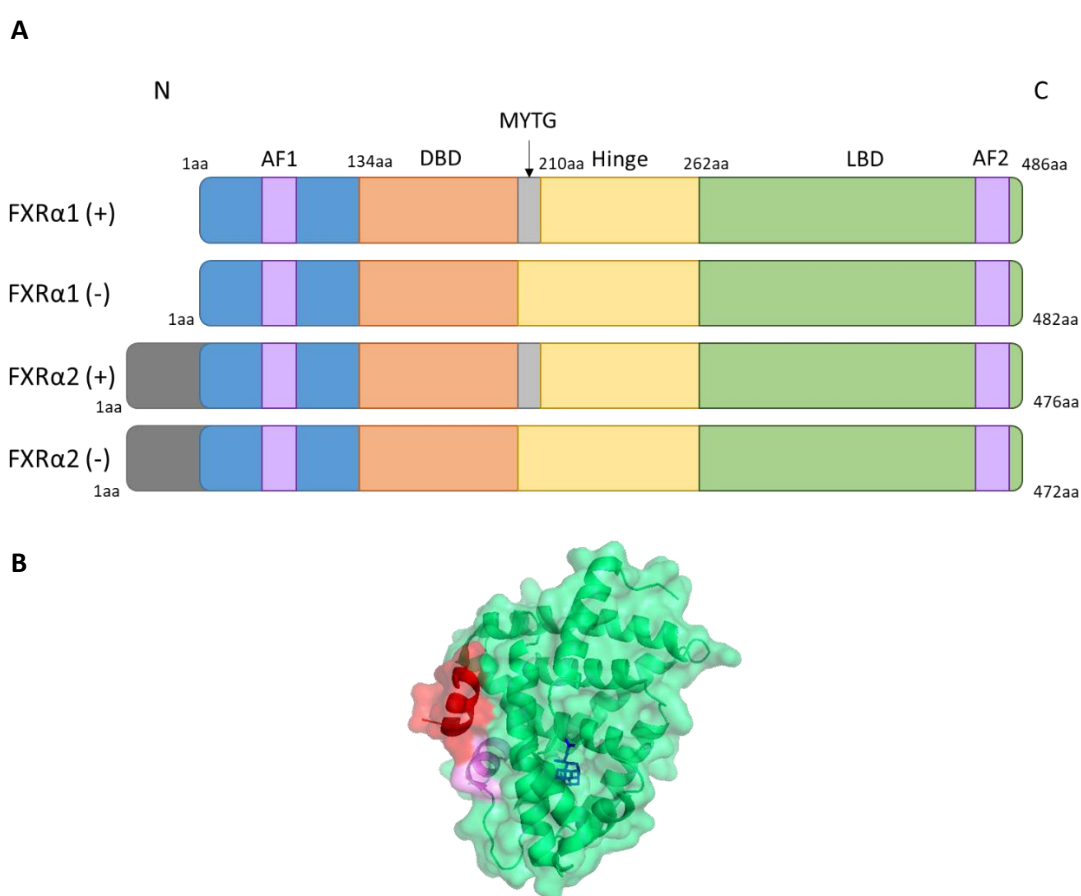 A
N C
MYTG
1aa AF1 134aa DBD 210aa Hinge 262aa LBD AF2 486aa
FXRα1 (+)
FXRα1 (-)
1aa 482aa
FXRα2 (+)
1aa 476aa
FXRα2 (-)
1aa 472aa
B